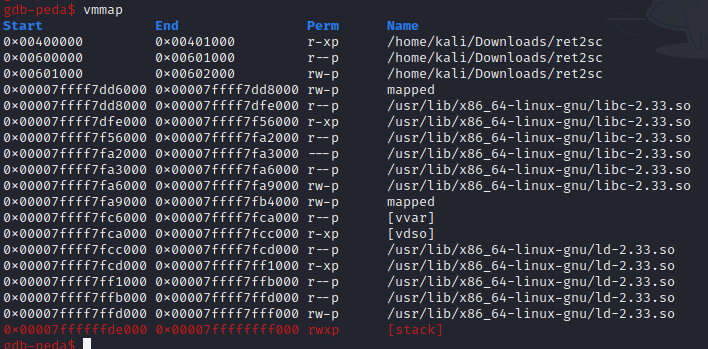 gdb-peda$ vmmap
Start End Perm Name
0x00400000 0x00401000 r-xp /home/kali/Downloads/ret2sc
0x00600000 0x00601000 r--p /home/kali/Downloads/ret2sc
0x00601000 0x00602000 rw-p /home/kali/Downloads/ret2sc
0x00007ffff7dd6000 0x00007ffff7dd8000 rw-p mapped
0x00007ffff7dd8000 0x00007ffff7dfe000 r--p /usr/lib/x86_64-linux-gnu/libc-2.33.so
0x00007ffff7dfe000 0x00007ffff7f56000 r-xp /usr/lib/x86_64-linux-gnu/libc-2.33.so
0x00007ffff7f56000 0x00007ffff7fa2000 r--p /usr/lib/x86_64-linux-gnu/libc-2.33.so
0x00007ffff7fa2000 0x00007ffff7fa3000 ---p /usr/lib/x86_64-linux-gnu/libc-2.33.so
0x00007ffff7fa3000 0x00007ffff7fa6000 r--p /usr/lib/x86_64-linux-gnu/libc-2.33.so
0x00007ffff7fa6000 0x00007ffff7fa9000 rw-p /usr/lib/x86_64-linux-gnu/libc-2.33.so
0x00007ffff7fa9000 0x00007ffff7fb4000 rw-p mapped
0x00007ffff7fc6000 0x00007ffff7fca000 r--p [vvar]
0x00007ffff7fca000 0x00007ffff7fcc000 r-xp [vdso]
0x00007ffff7fcc000 0x00007ffff7fcd000 r--p /usr/lib/x86_64-linux-gnu/ld-2.33.so
0x00007ffff7fcd000 0x00007ffff7ff1000 r-xp /usr/lib/x86_64-linux-gnu/ld-2.33.so
0x00007ffff7ff1000 0x00007ffff7ffb000 r--p /usr/lib/x86_64-linux-gnu/ld-2.33.so
0x00007ffff7ffb000 0x00007ffff7ffd000 r--p /usr/lib/x86_64-linux-gnu/ld-2.33.so
0x00007ffff7ffd000 0x00007ffff7fff000 rw-p /usr/lib/x86_64-linux-gnu/ld-2.33.so
0x00007ffffffde000 0x00007ffffffff000 rwxp [stack]
gdb-peda$